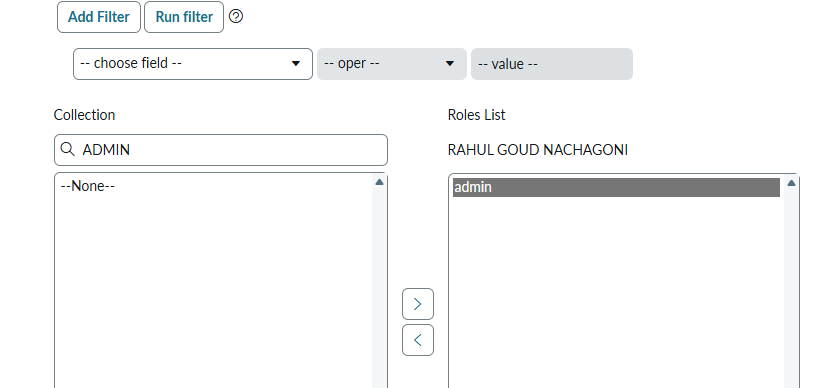 Add Filter Run filter
-- choose field -- -- oper -- -- value --
Collection Roles List
ADMIN RAHUL GOUD NACHAGONI
--None-- admin